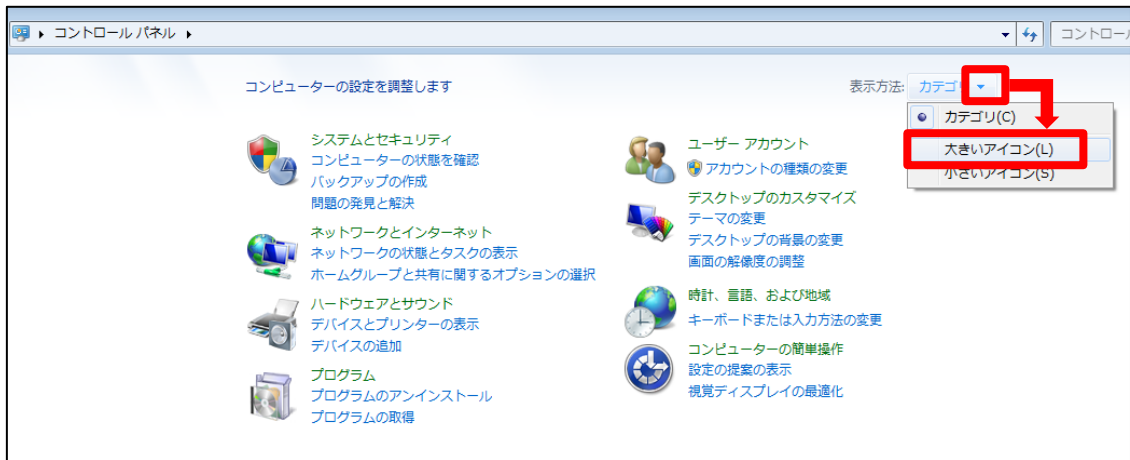 コントロール パネル
コントロール
コンピューターの設定を調整します
表示方法: カテゴリ
カテゴリ(C)
大きいアイコン(L)
小さいアイコン(S)
システムとセキュリティ
コンピューターの状態を確認
バックアップの作成
問題の発見と解決
ネットワークとインターネット
ネットワークの状態とタスクの表示
ホームグループと共有に関するオプションの選択
ハードウェアとサウンド
デバイスとプリンターの表示
デバイスの追加
プログラム
プログラムのアンインストール
プログラムの取得
ユーザー アカウント
アカウントの種類の変更
デスクトップのカスタマイズ
テーマの変更
デスクトップの背景の変更
画面の解像度の調整
時計、言語、および地域
キーボードまたは入力方法の変更
コンピューターの簡単操作
設定の提案の表示
視覚ディスプレイの最適化